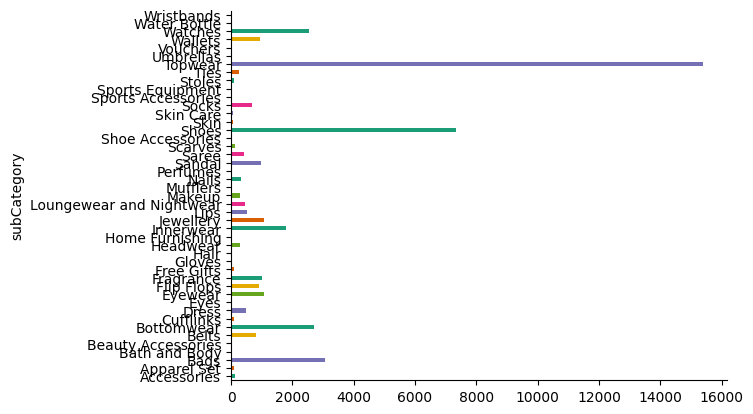 Wristbands
Water Bottle
Watches
Wallets
Vouchers
Umbrellas
Topwear
Ties
Stoles
Sports Equipment
Sports Accessories
Socks
Skin Care
Skin
Shoes
Shoe Accessories
Scarves
Saree
Sandal
Perfumes
Nails
Mufflers
Makeup
Loungewear and Nightwear
Lips
Jewellery
Innerwear
Home Furnishing
Headwear
Hair
Gloves
Free Gifts
Fragrance
Flip Flops
Eyewear
Eyes
Dress
Cufflinks
Bottomwear
Belts
Beauty Accessories
Bath and Body
Bags
Apparel Set
Accessories
subCategory
0 2000 4000 6000 8000 10000 12000 14000 16000